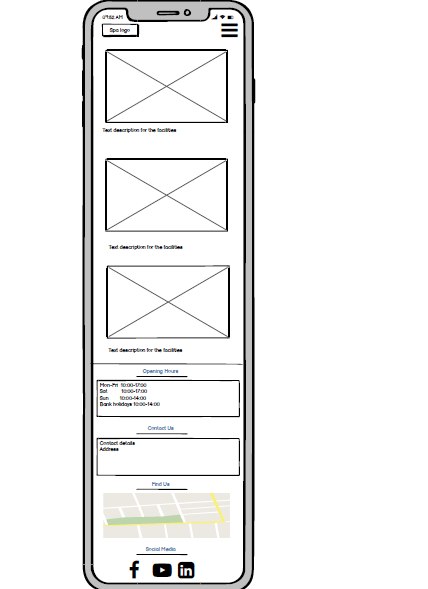 9:52 AM
Spa logo
Text description for the facilities
Text description for the facilities
Text description for the facilities
Opening Hours
Mon-Fri 10:00-17:00
Sat 10:00-17:00
Sun 10:00-14:00
Bank holidays 10:00-14:00
Contact Us
Contact details
Address
Find Us
Social Media